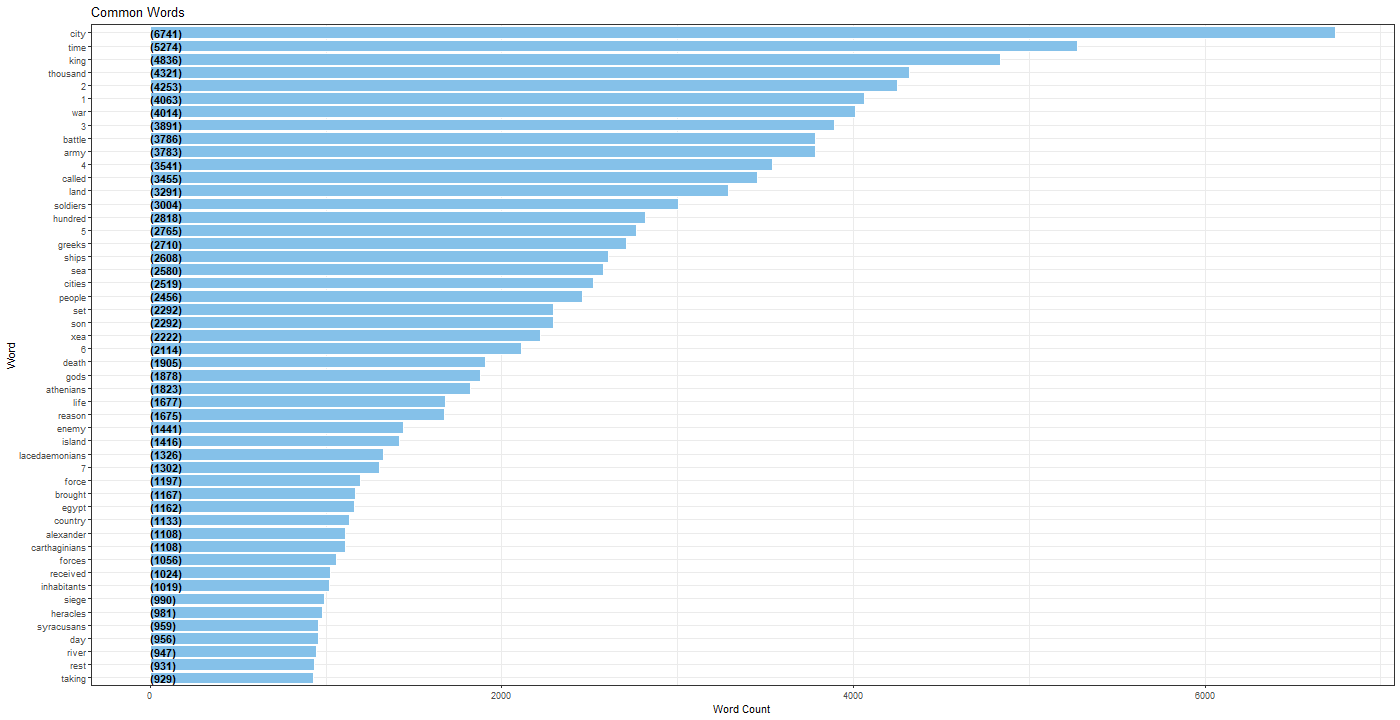 Common Words
city (6741)
time (5274)
king (4836)
thousand (4321)
2 (4253)
1 (4063)
war (4014)
3 (3891)
battle (3786)
army (3783)
4 (3541)
called (3455)
land (3291)
soldiers (3004)
hundred (2818)
5 (2765)
greeks (2710)
ships (2608)
sea (2580)
cities (2519)
people (2456)
set (2292)
son (2292)
xea (2222)
6 (2114)
death (1905)
gods (1878)
athenians (1823)
life (1677)
reason (1675)
enemy (1441)
island (1416)
lacedaemonians (1326)
7 (1302)
force (1197)
brought (1167)
egypt (1162)
country (1133)
alexander (1108)
carthaginians (1108)
forces (1056)
received (1024)
inhabitants (1019)
siege (990)
heracles (981)
syracusans (959)
day (956)
river (947)
rest (931)
taking (929)
0 2000 4000 6000
Word Count
Word